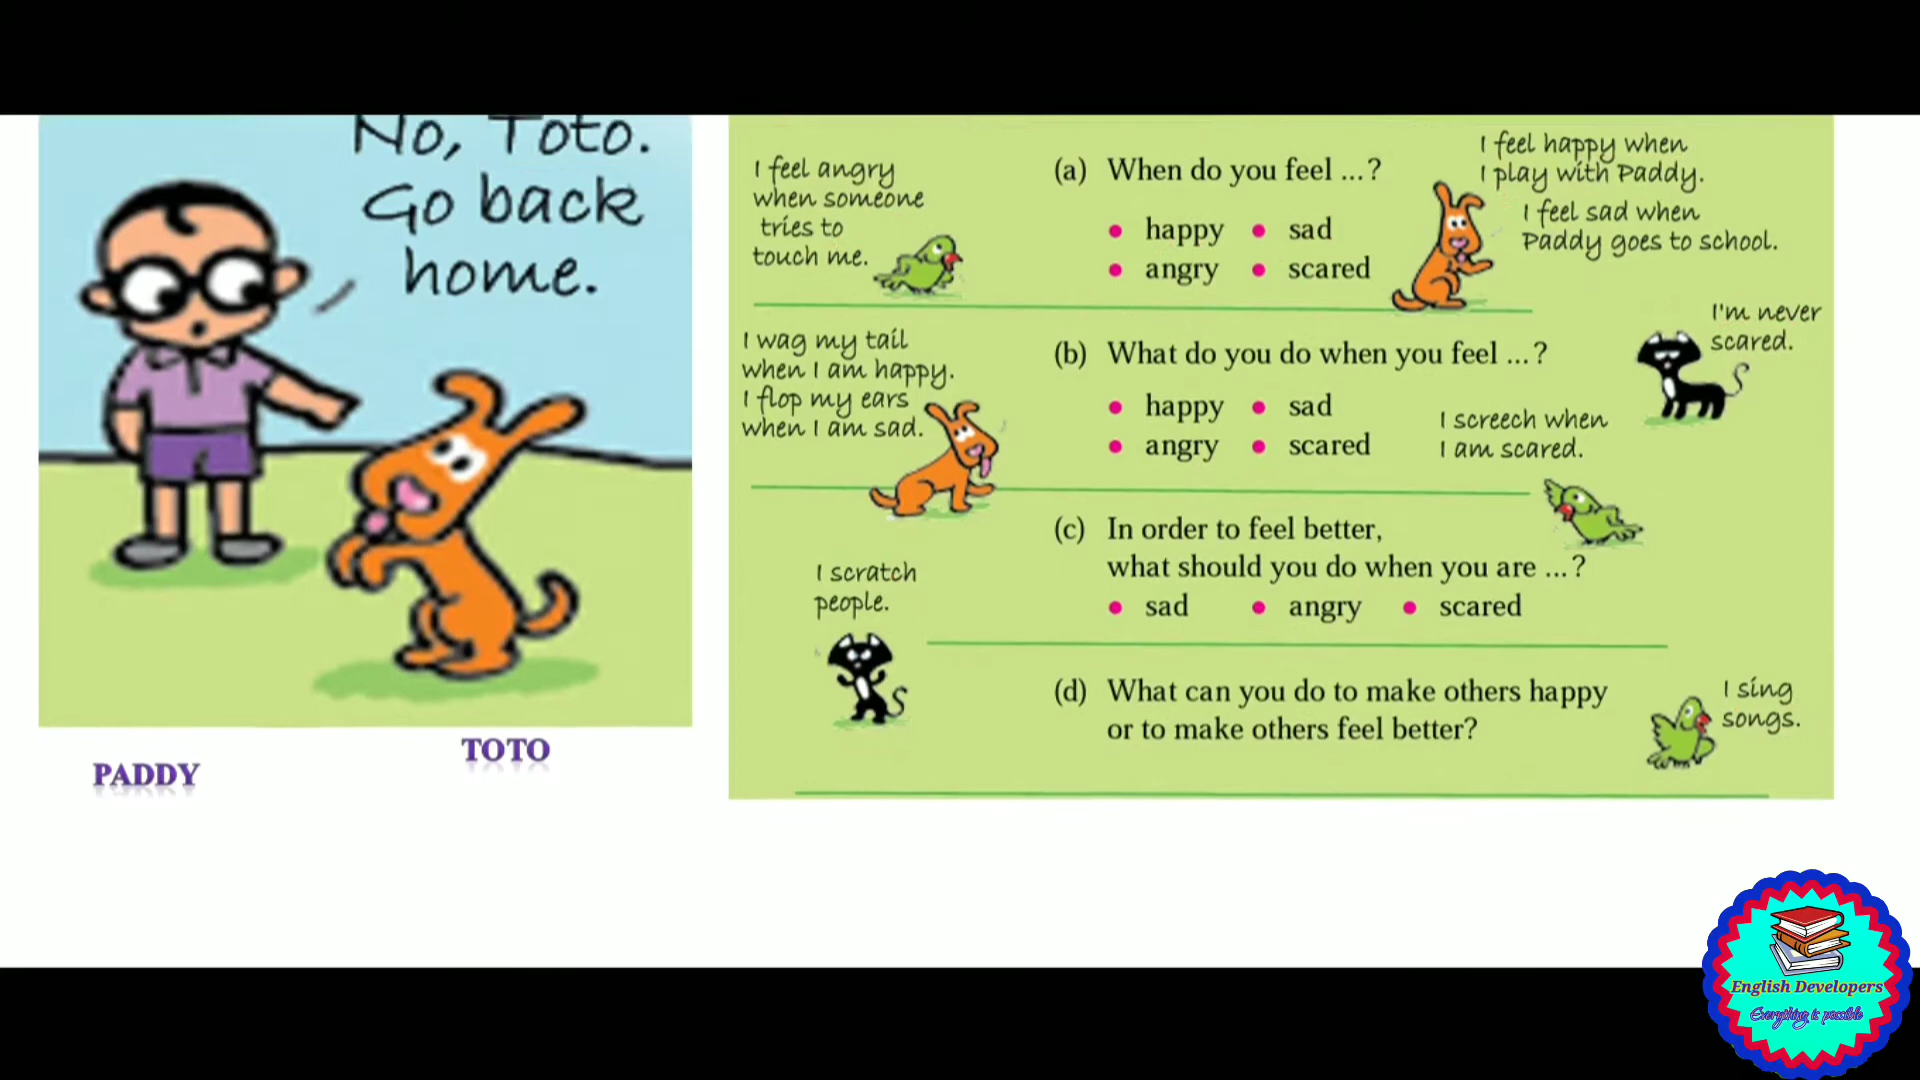 No, Toto.
Go back
home.
PADDY
TOTO
I feel angry
when someone
tries to
touch me.
(a) When do you feel ...?
• happy • sad
• angry • scared
I feel happy when
I play with Paddy.
I feel sad when
Paddy goes to school.
I wag my tail
when I am happy.
I flop my ears
when I am sad.
(b) What do you do when you feel ...?
• happy • sad
• angry • scared
I'm never
scared.
I screech when
I am scared.
(c) In order to feel better,
what should you do when you are ...?
• sad • angry • scared
I scratch
people.
(d) What can you do to make others happy
or to make others feel better?
I sing
songs.
English Developers
Everything is possible